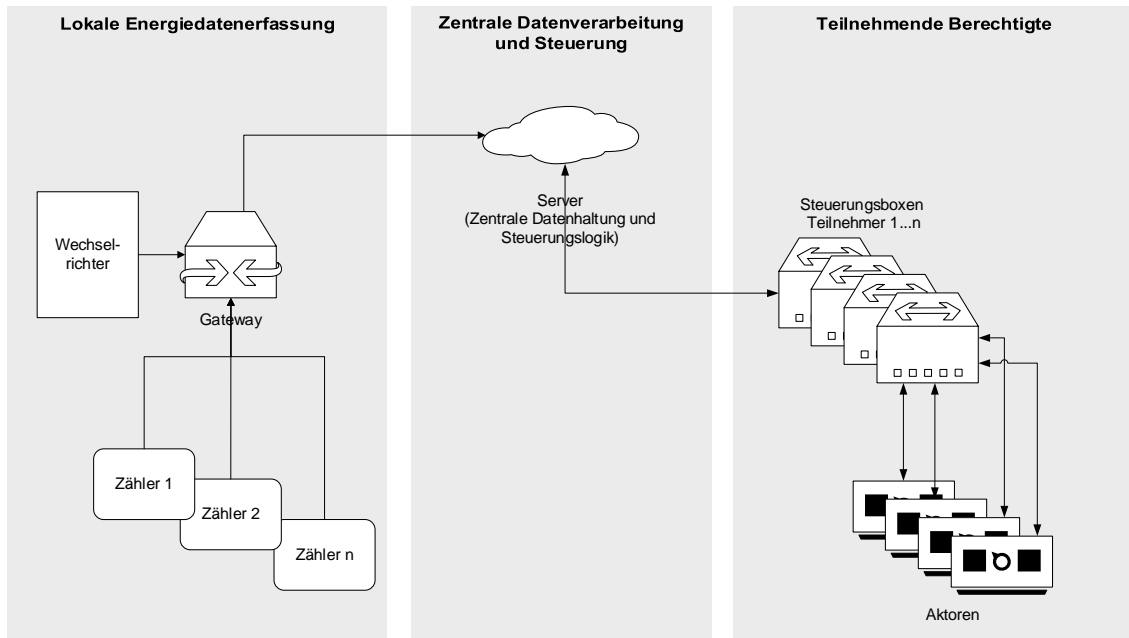 Lokale Energiedatenerfassung
Zentrale Datenverarbeitung
und Steuerung
Teilnehmende Berechtigte
Server
(Zentrale Datenhaltung und
Steuerungslogik)
Steuerungsboxen
Teilnehmer 1...n
Wechsel-
richter
Gateway
Zähler 1
Zähler 2
Zähler n
Aktoren